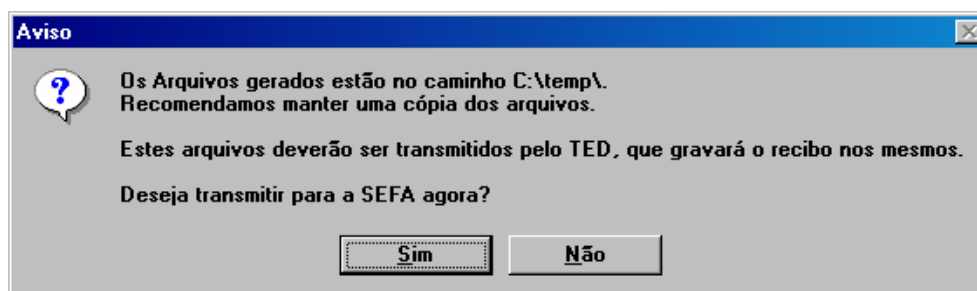 Aviso
Os Arquivos gerados estão no caminho C:\temp\.
Recomendamos manter uma cópia dos arquivos.
Estes arquivos deverão ser transmitidos pelo TED, que gravará o recibo nos mesmos.
Deseja transmitir para a SEFA agora?
Sim Não